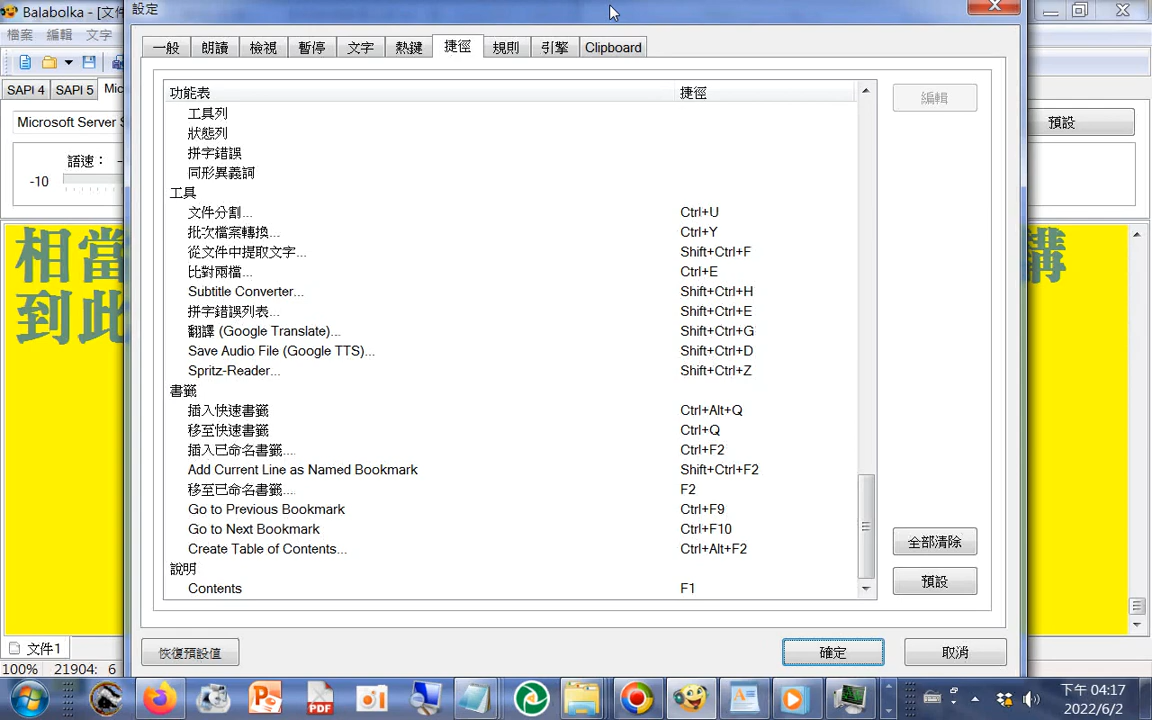 Balabolka - [文件
設定
檔案 編輯 文字
一般 朗讀 檢視 暫停 文字 熱鍵 捷徑 規則 引擎 Clipboard
SAPI 4 SAPI 5 Mic
功能表 捷徑
編輯
工具列
Microsoft Server S
預設
狀態列
拼字錯誤
語速：
同形異義詞
-10
工具
文件分割... Ctrl+U
批次檔案轉換... Ctrl+Y
從文件中提取文字... Shift+Ctrl+F
比對兩檔... Ctrl+E
Subtitle Converter... Shift+Ctrl+H
拼字錯誤列表... Shift+Ctrl+E
翻譯 (Google Translate)... Shift+Ctrl+G
Save Audio File (Google TTS)... Shift+Ctrl+D
Spritz-Reader... Shift+Ctrl+Z
相當 講
到此
書籤
插入快速書籤 Ctrl+Alt+Q
移至快速書籤 Ctrl+Q
插入已命名書籤.... Ctrl+F2
Add Current Line as Named Bookmark Shift+Ctrl+F2
移至已命名書籤.... F2
Go to Previous Bookmark Ctrl+F9
Go to Next Bookmark Ctrl+F10
Create Table of Contents... Ctrl+Alt+F2
全部清除
說明
Contents F1
預設
文件1
恢復預設值 確定 取消
100% 21904: 6
PDF
下午 04:17
2022/6/2